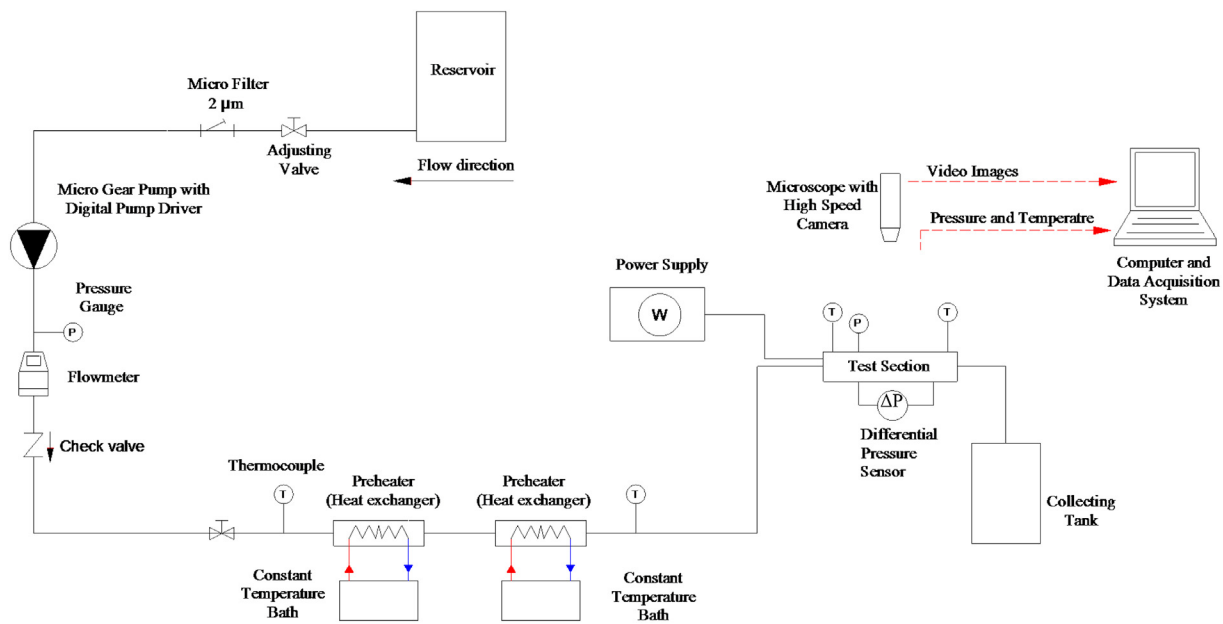 Reservoir
Micro Filter
2 μm
Adjusting
Valve
Flow direction
Micro Gear Pump with
Digital Pump Driver
Pressure
Gauge
P
Flowmeter
Check valve
Thermocouple
T
Preheater
(Heat exchanger)
Preheater
(Heat exchanger)
T
Constant
Temperature
Bath
Constant
Temperature
Bath
Power Supply
W
Microscope with
High Speed
Camera
Video Images
Pressure and Temperatre
Computer and
Data Acquisition
System
T
P
T
Test Section
ΔP
Differential
Pressure
Sensor
Collecting
Tank